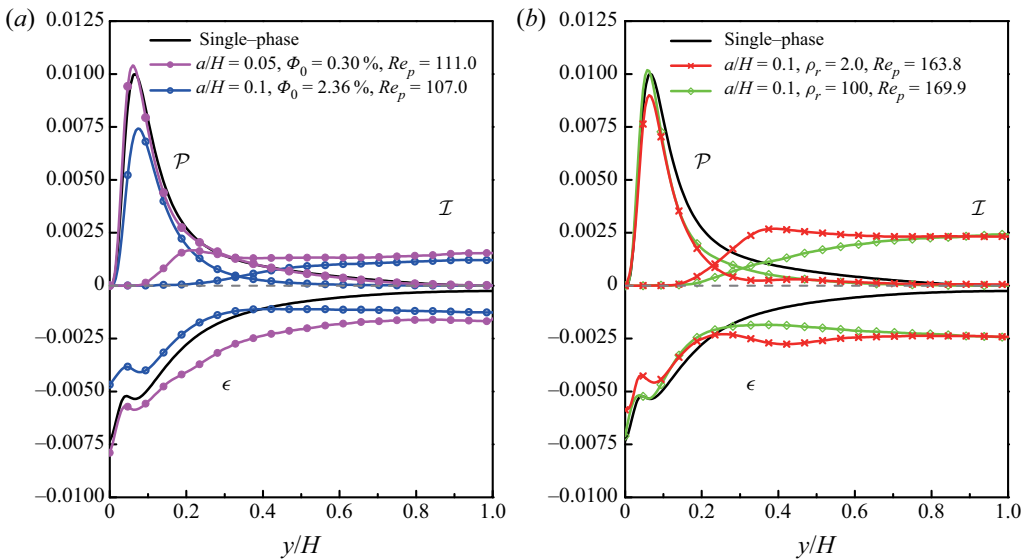 (a)
0.0125
0.0100
0.0075
0.0050
0.0025
0
–0.0025
–0.0050
–0.0075
–0.0100
Single–phase
a/H = 0.05, Φ0 = 0.30 %, Rep = 111.0
a/H = 0.1, Φ0 = 2.36 %, Rep = 107.0
𝒫
ℐ
ϵ
0 0.2 0.4 0.6 0.8 1.0
y/H
(b)
0.0125
0.0100
0.0075
0.0050
0.0025
0
–0.0025
–0.0050
–0.0075
–0.0100
Single–phase
a/H = 0.1, ρr = 2.0, Rep = 163.8
a/H = 0.1, ρr = 100, Rep = 169.9
𝒫
ℐ
ϵ
0 0.2 0.4 0.6 0.8 1.0
y/H